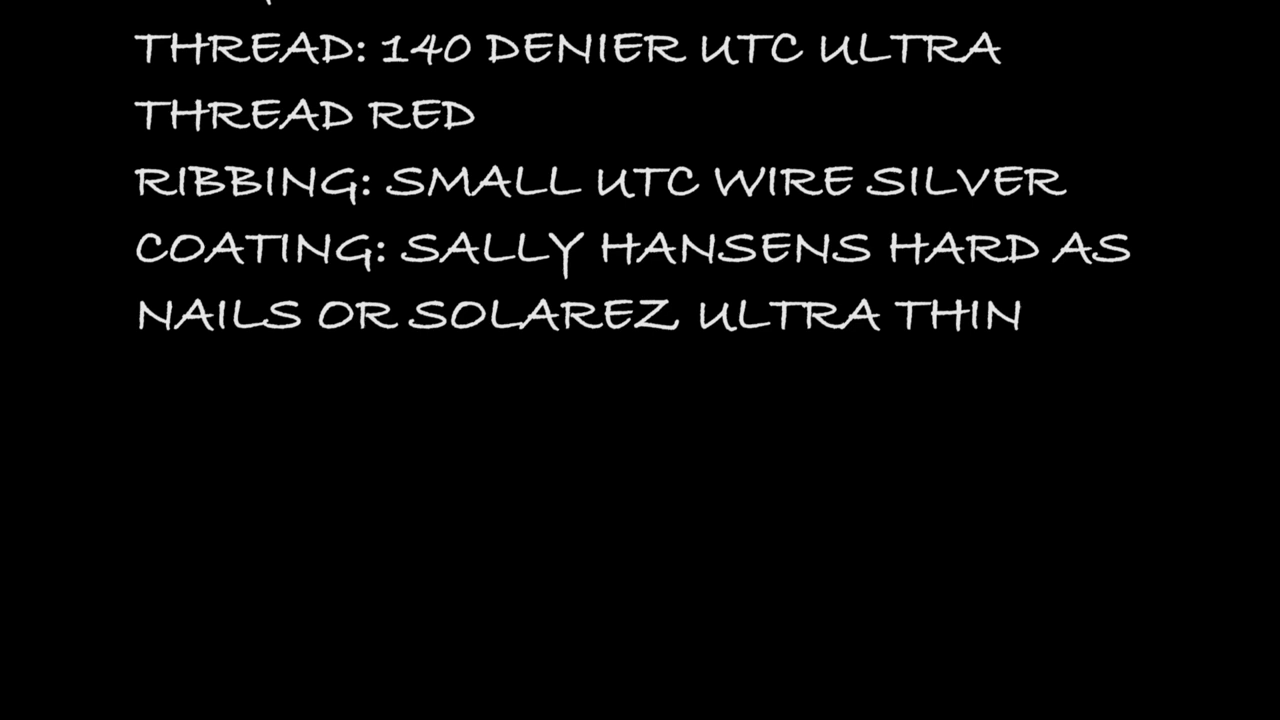 THREAD: 140 DENIER UTC ULTRA
THREAD RED
RIBBING: SMALL UTC WIRE SILVER
COATING: SALLY HANSENS HARD AS
NAILS OR SOLAREZ ULTRA THIN